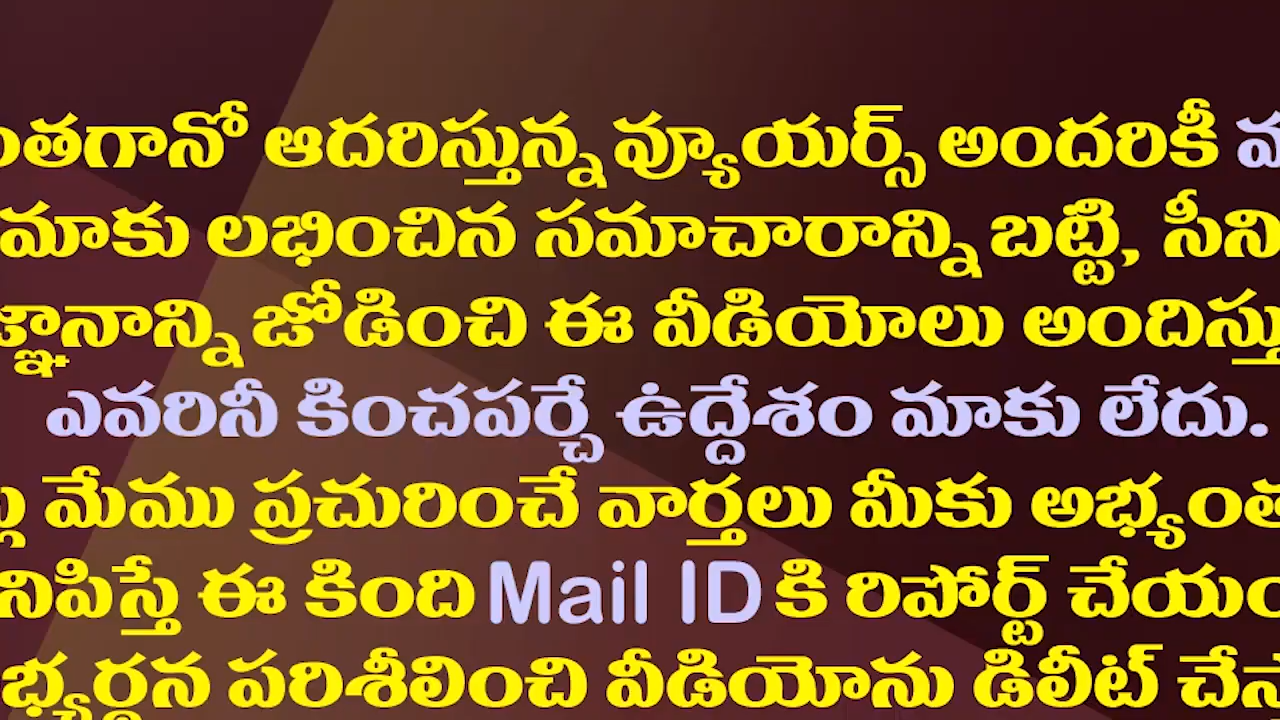 ఆదరిస్తున్న వ్యూయర్స్ అందరికీ
మాకు లభించిన సమాచారాన్ని బట్టి,
జోడించి ఈ వీడియోలు
ఎవరినీ కించపర్చే ఉద్దేశం మాకు లేదు.
మేము ప్రచురించే వార్తలు మీకు
ఈ కింది Mail ID కి రిపోర్ట్
పరిశీలించి వీడియోను డిలీట్